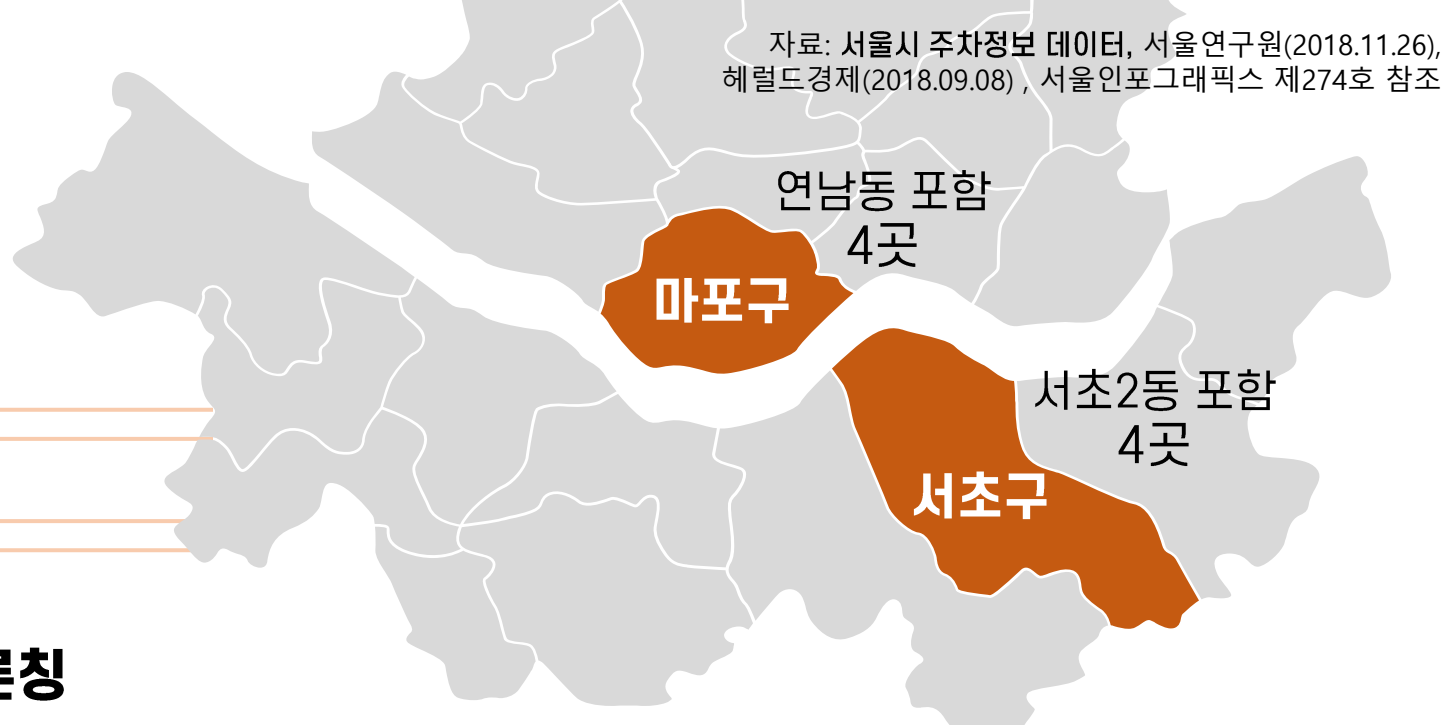 자료: 서울시 주차정보 데이터, 서울연구원(2018.11.26),
헤럴드경제(2018.09.08) , 서울인포그래픽스 제274호 참조
연남동 포함
4곳
마포구
서초2동 포함
4곳
서초구
론칭